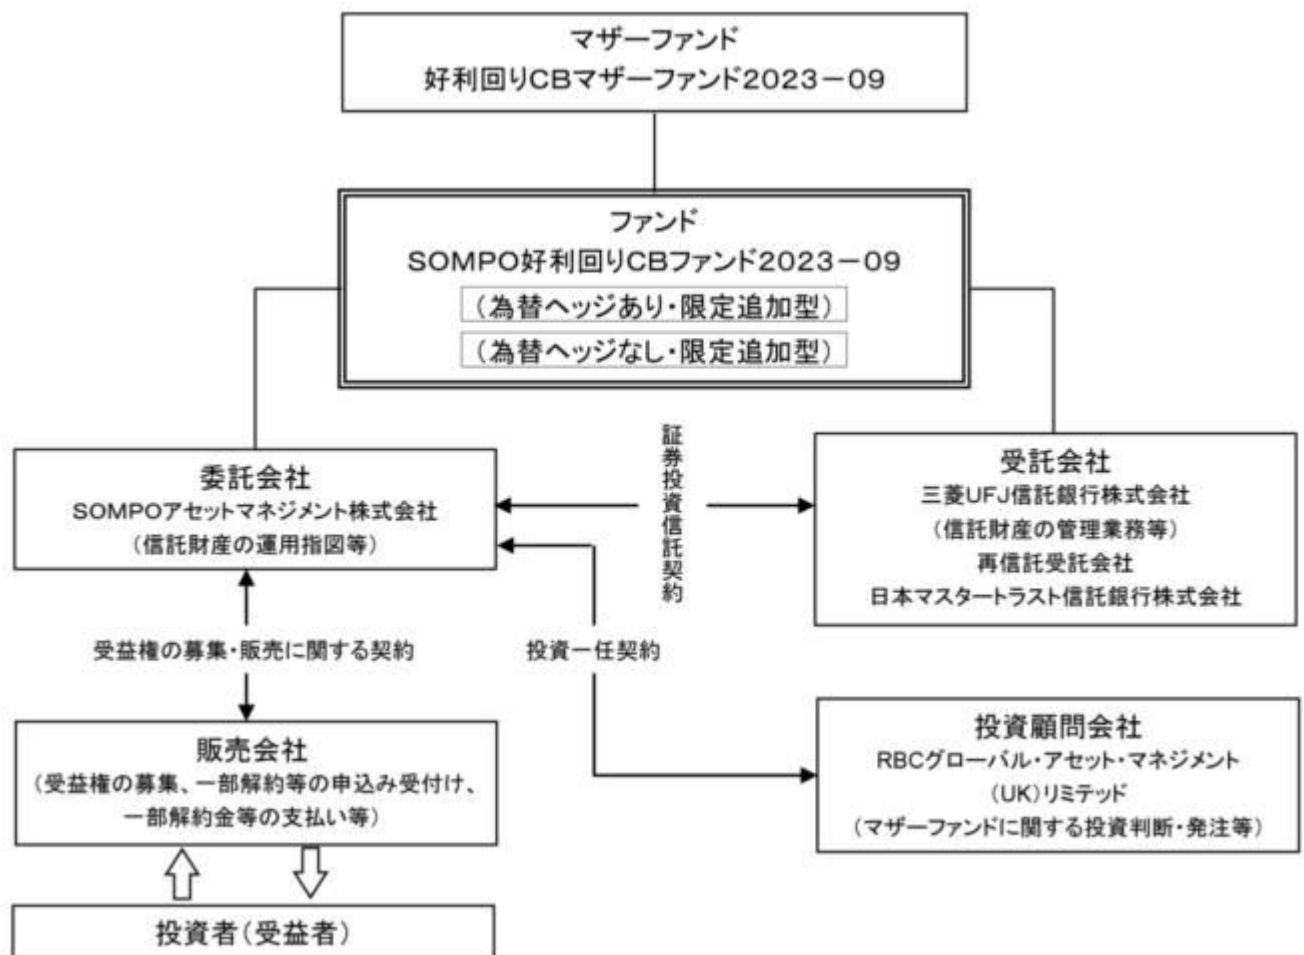 マザーファンド
好利回りCBマザーファンド2023－09
ファンド
SOMPO好利回りCBファンド2023－09
（為替ヘッジあり・限定追加型）
（為替ヘッジなし・限定追加型）
委託会社
SOMPOアセットマネジメント株式会社
（信託財産の運用指図等）
証券投資信託契約
受託会社
三菱UFJ信託銀行株式会社
（信託財産の管理業務等）
再信託受託会社
日本マスタートラスト信託銀行株式会社
受益権の募集・販売に関する契約
投資一任契約
販売会社
（受益権の募集、一部解約等の申込み受付け、
一部解約金等の支払い等）
投資顧問会社
RBCグローバル・アセット・マネジメント
（UK）リミテッド
（マザーファンドに関する投資判断・発注等）
投資者（受益者）